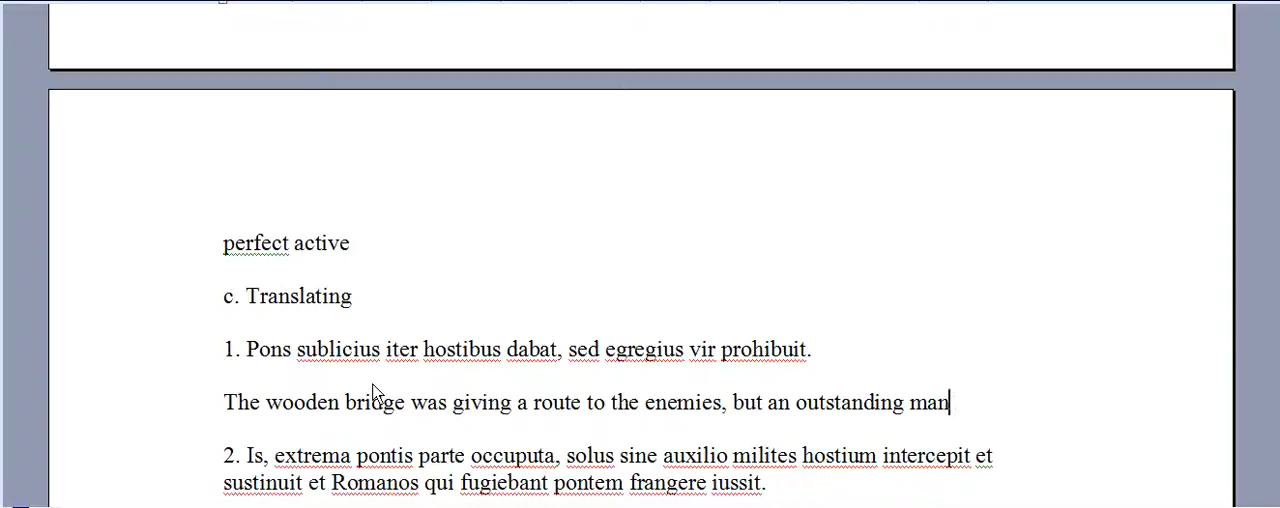 perfect active
c. Translating
1. Pons sublicius iter hostibus dabat, sed egregius vir prohibuit.
The wooden bridge was giving a route to the enemies, but an outstanding man
2. Is, extrema pontis parte occuputa, solus sine auxilio milites hostium intercepit et
sustinuit et Romanos qui fugiebant pontem frangere iussit.